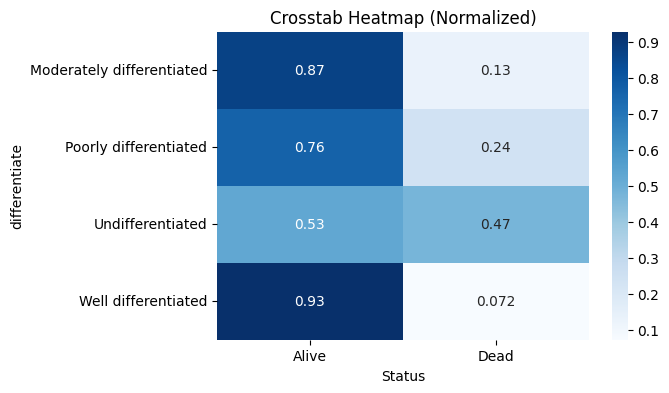 Crosstab Heatmap (Normalized)
differentiate
Moderately differentiated 0.87 0.13
Poorly differentiated 0.76 0.24
Undifferentiated 0.53 0.47
Well differentiated 0.93 0.072
Alive Dead
Status
0.9
0.8
0.7
0.6
0.5
0.4
0.3
0.2
0.1